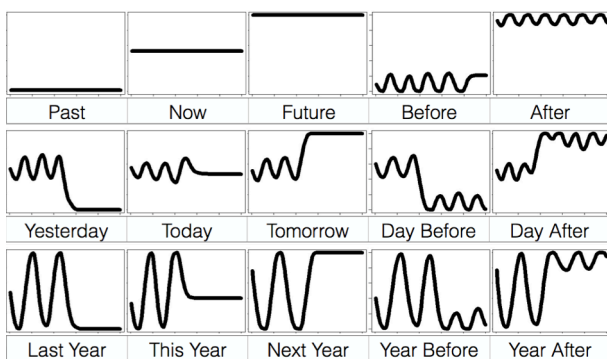 Past Now Future Before After
Yesterday Today Tomorrow Day Before Day After
Last Year This Year Next Year Year Before Year After